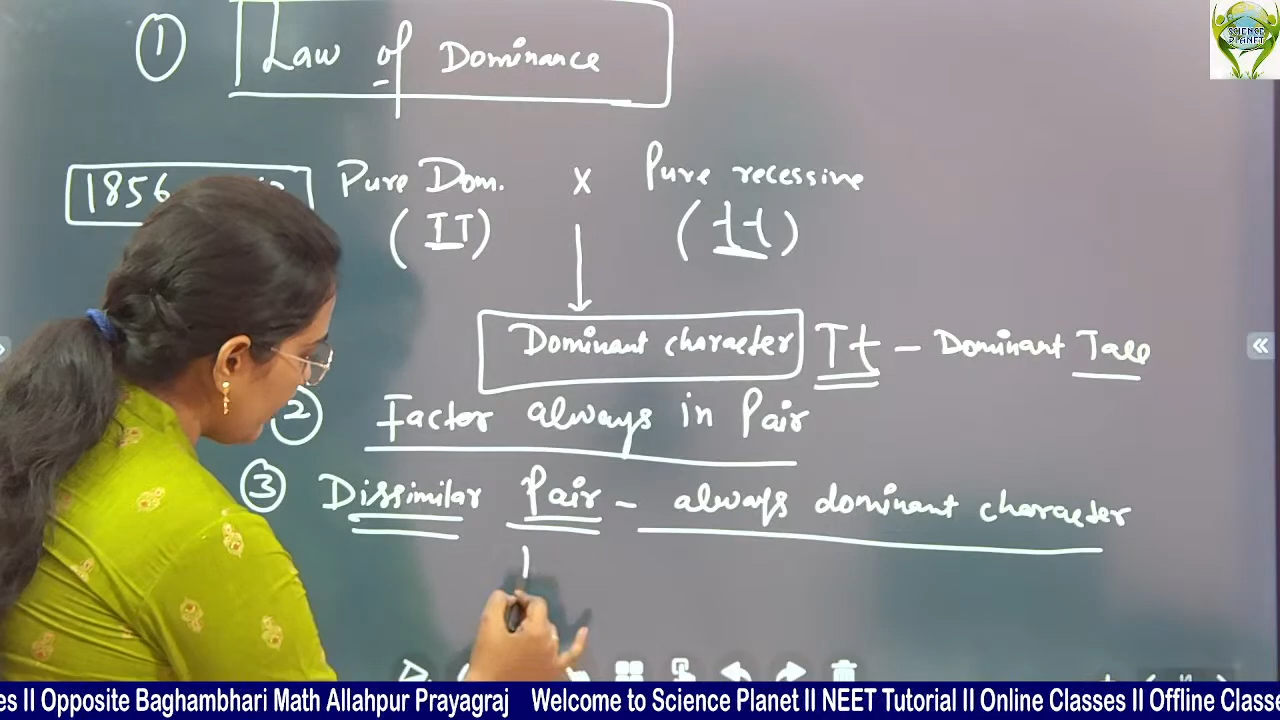 ① Law of Dominance
SCIENCE PLANET
1856
Pure Dom. x Pure recessive
(TT) (tt)
Dominant character Tt - Dominant Tall
② Factor always in Pair
③ Dissimilar Pair - always dominant character
es II Opposite Baghambhari Math Allahpur Prayagraj Welcome to Science Planet II NEET Tutorial II Online Classes II Offline Classe